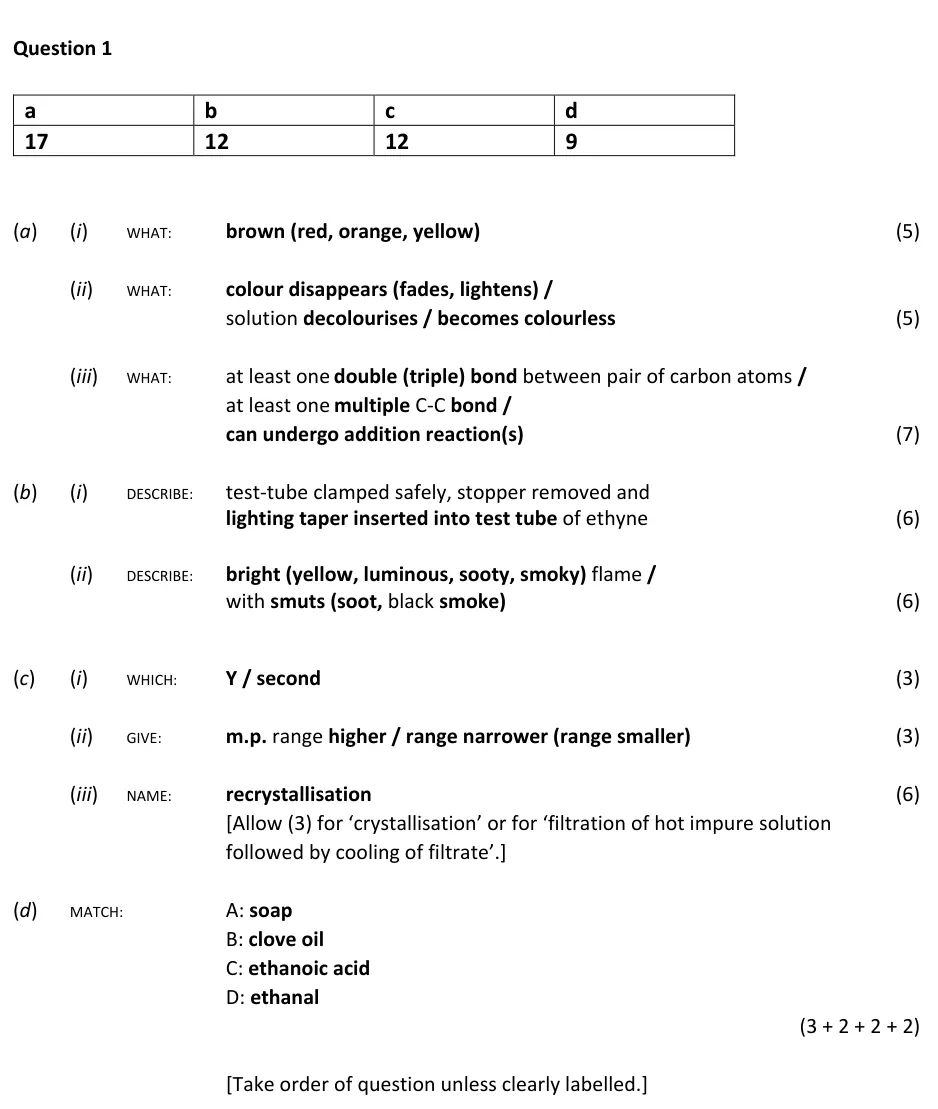 Question 1
a b c d
17 12 12 9
(a) (i) WHAT: brown (red, orange, yellow) (5)
(ii) WHAT: colour disappears (fades, lightens) /
solution decolourises / becomes colourless (5)
(iii) WHAT: at least one double (triple) bond between pair of carbon atoms /
at least one multiple C-C bond /
can undergo addition reaction(s) (7)
(b) (i) DESCRIBE: test-tube clamped safely, stopper removed and
lighting taper inserted into test tube of ethyne (6)
(ii) DESCRIBE: bright (yellow, luminous, sooty, smoky) flame /
with smuts (soot, black smoke) (6)
(c) (i) WHICH: Y / second (3)
(ii) GIVE: m.p. range higher / range narrower (range smaller) (3)
(iii) NAME: recrystallisation (6)
[Allow (3) for ‘crystallisation’ or for ‘filtration of hot impure solution
followed by cooling of filtrate’.]
(d) MATCH: A: soap
B: clove oil
C: ethanoic acid
D: ethanal
(3 + 2 + 2 + 2)
[Take order of question unless clearly labelled.]